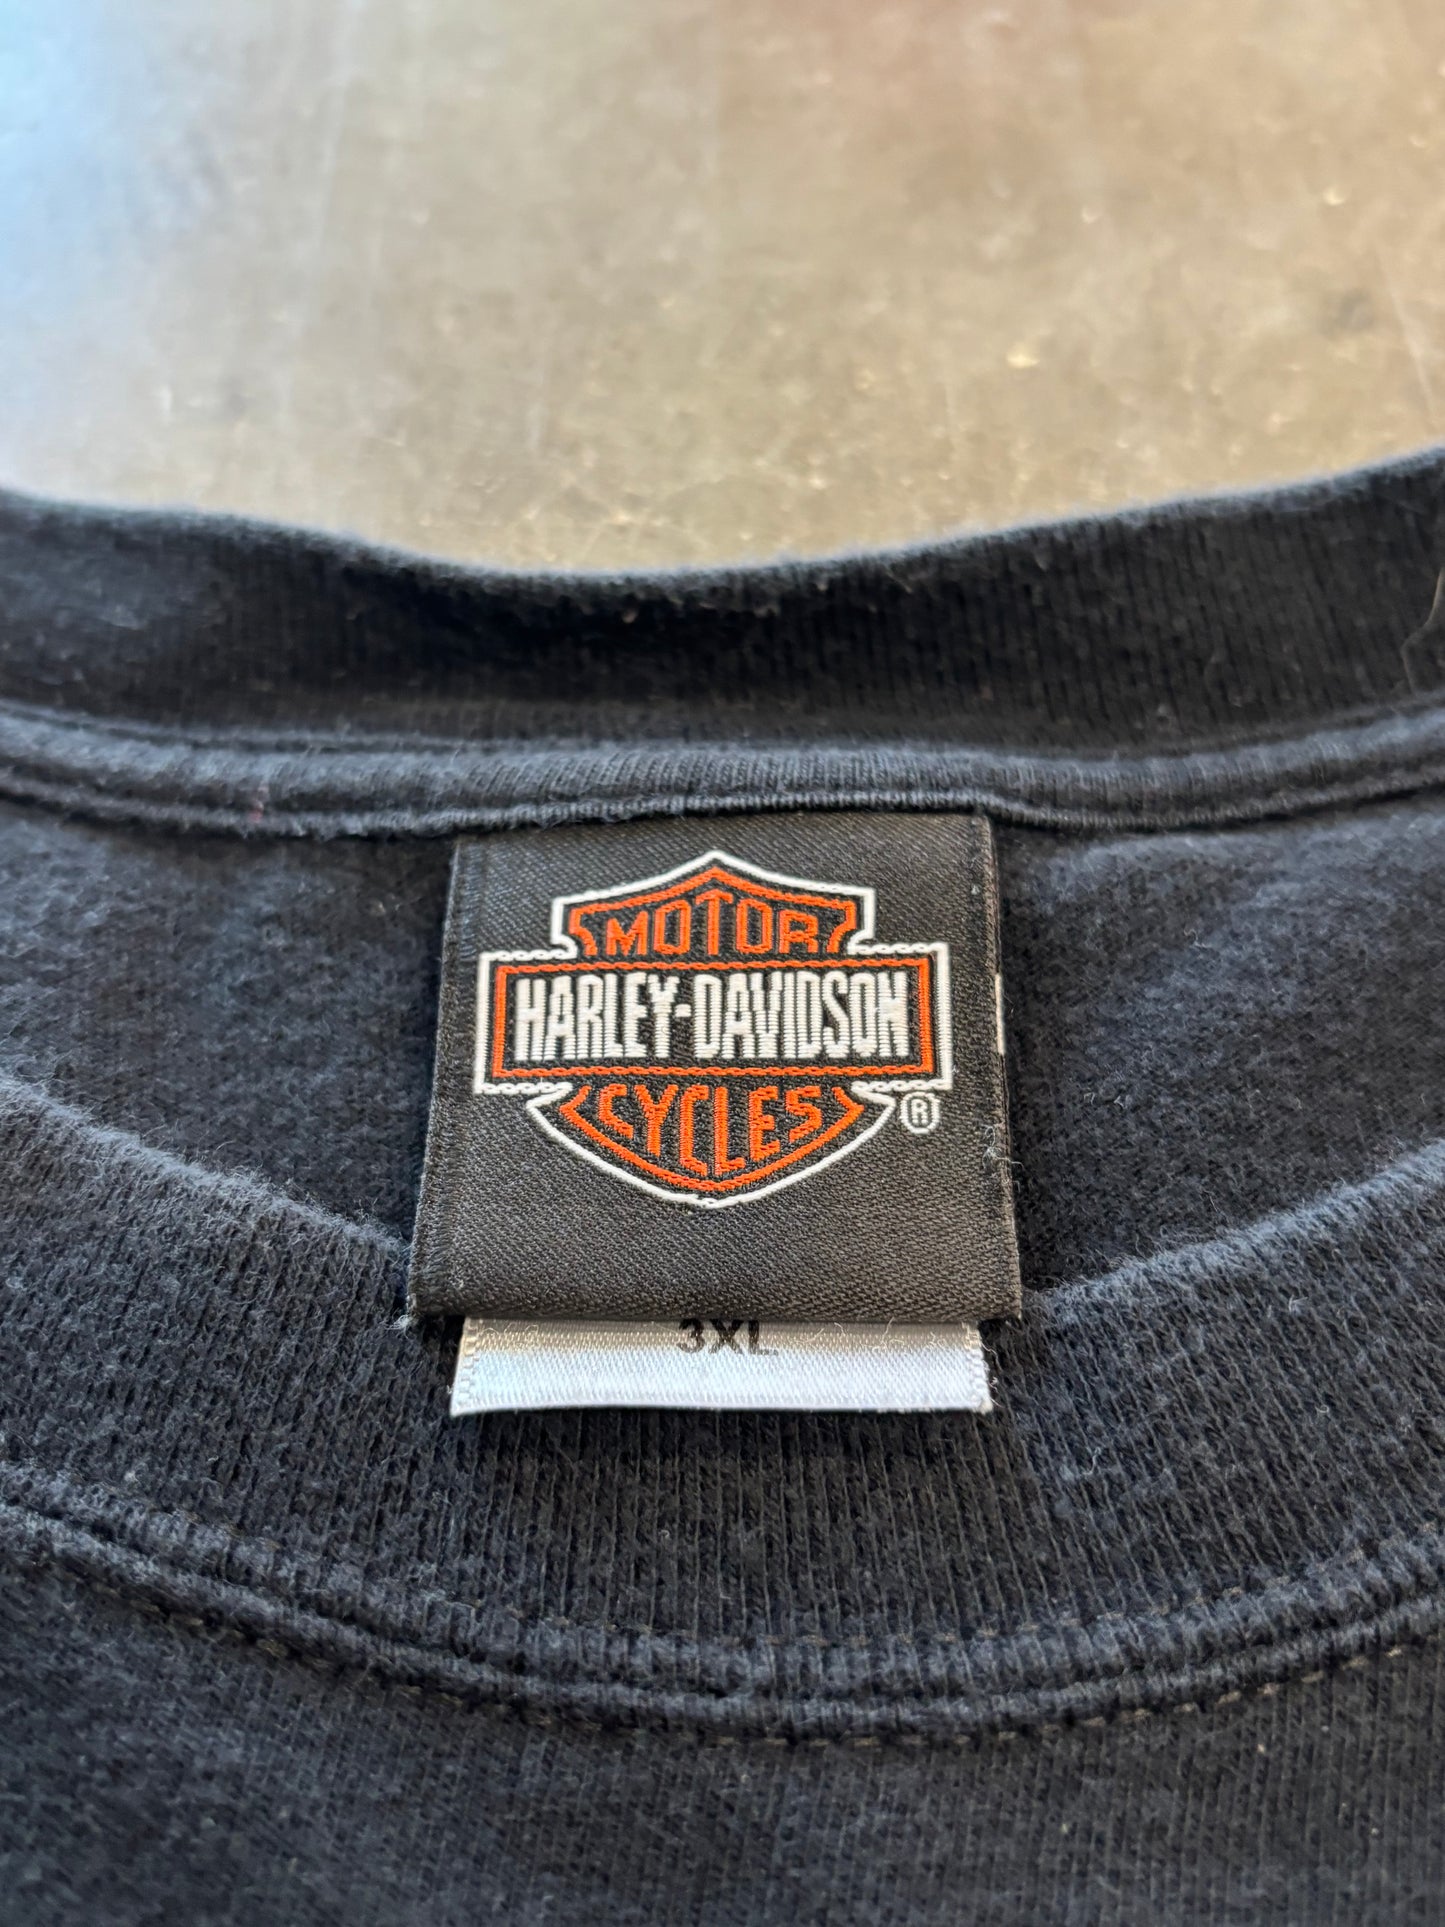 MOTOR
HARLEY-DAVIDSON
CYCLES
®
3XL